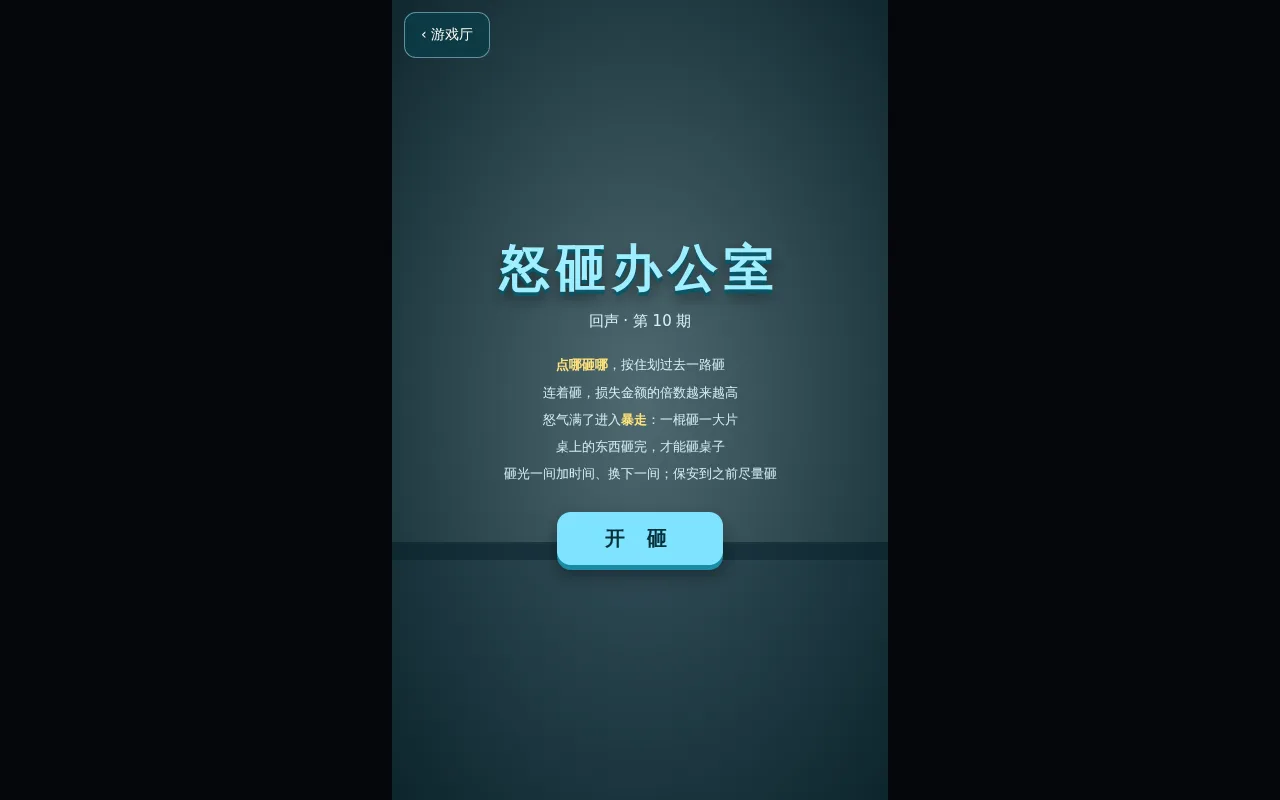 ‹ 游戏厅
怒砸办公室
回声 · 第 10 期
点哪砸哪，按住划过去一路砸
连着砸，损失金额的倍数越来越高
怒气满了进入暴走：一棍砸一大片
桌上的东西砸完，才能砸桌子
砸光一间加时间、换下一间；保安到之前尽量砸
开 砸